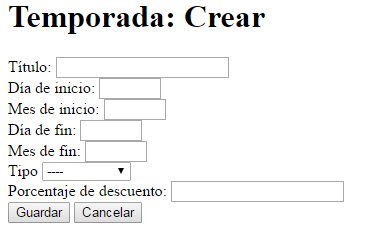 Temporada: Crear
Título:
Día de inicio:
Mes de inicio:
Día de fin:
Mes de fin:
Tipo ----
Porcentaje de descuento:
Guardar Cancelar